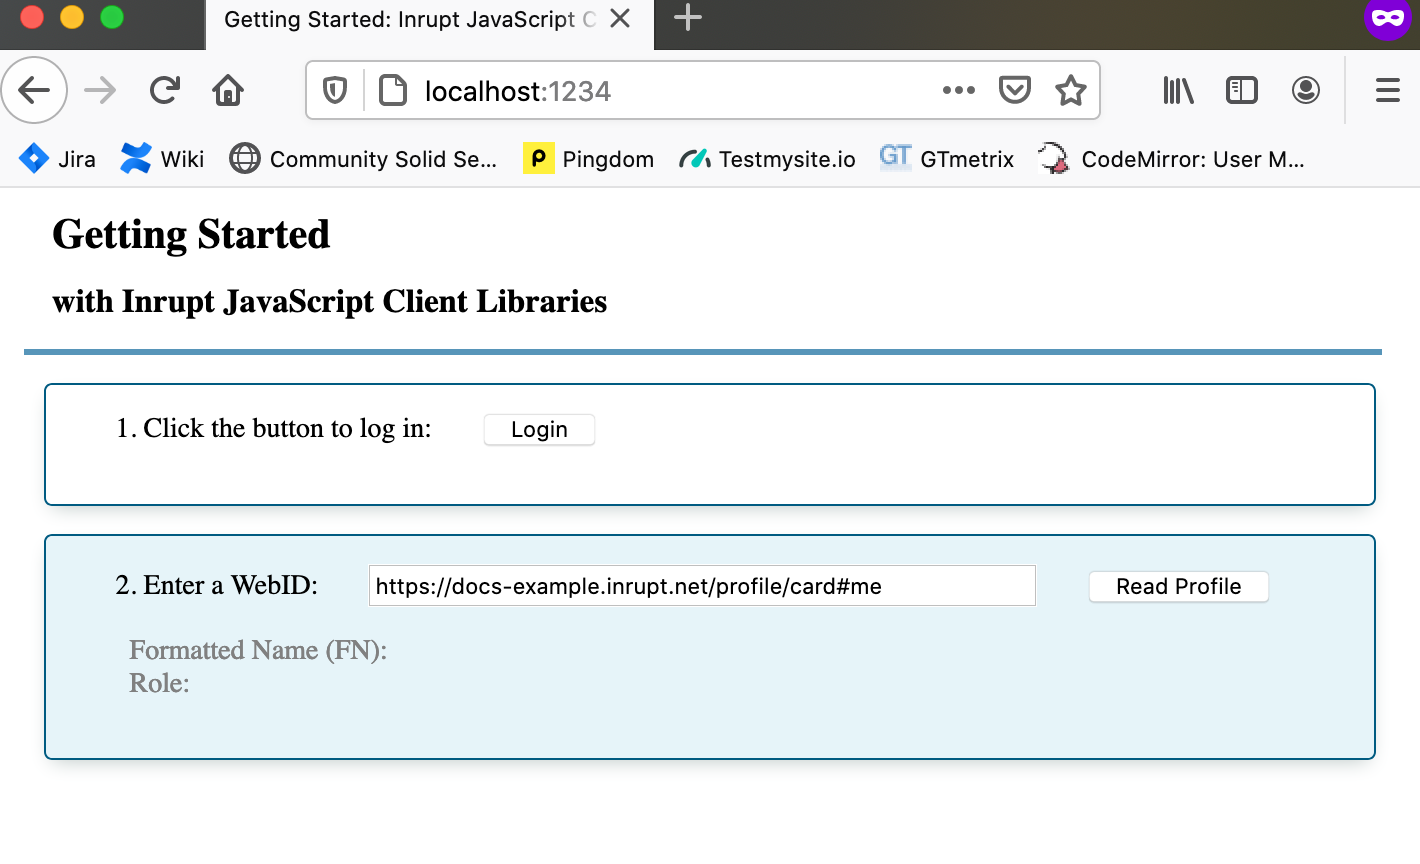 Getting Started: Inrupt JavaScript C
localhost:1234
Jira Wiki Community Solid Se... Pingdom Testmysite.io GT GTmetrix CodeMirror: User M...
Getting Started
with Inrupt JavaScript Client Libraries
1. Click the button to log in: Login
2. Enter a WebID: https://docs-example.inrupt.net/profile/card#me Read Profile
Formatted Name (FN):
Role: